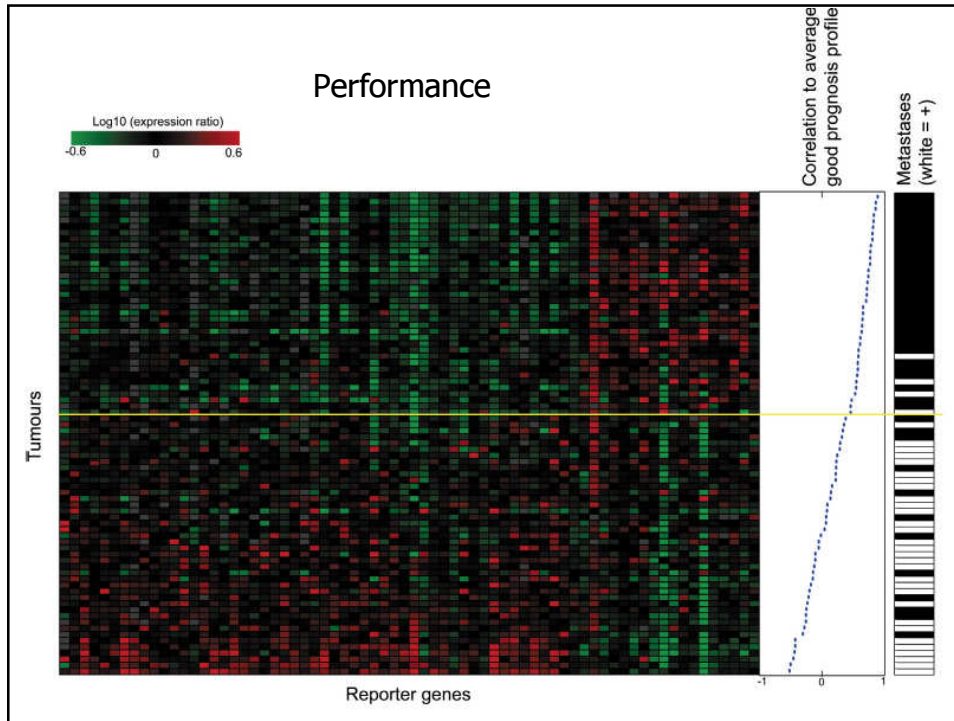 Performance
Log10 (expression ratio)
-0.6 0 0.6
Correlation to average
good prognosis profile
Metastases
(white = +)
Tumours
Reporter genes
-1 0 1